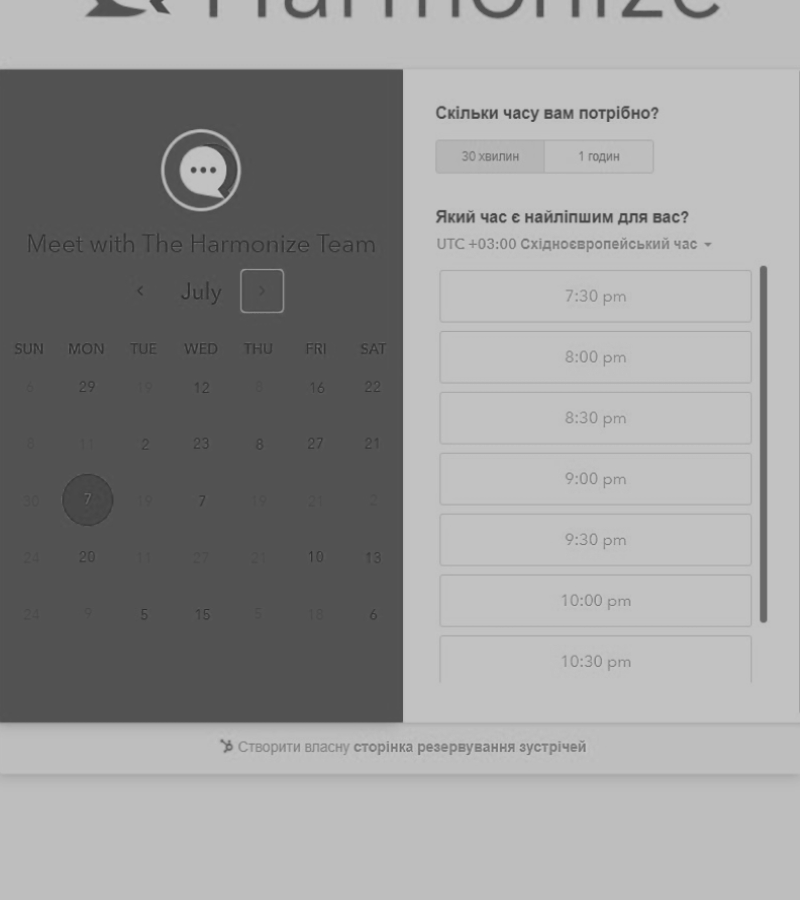 Harmonize
Meet with The Harmonize Team
July
SUN MON TUE WED THU FRI SAT
6 29 19 12 8 16 22
8 11 2 23 8 27 21
30 7 19 7 19 21 2
24 20 11 27 21 10 13
24 9 5 15 5 18 6
Скільки часу вам потрібно?
30 хвилин 1 годин
Який час є найліпшим для вас?
UTC +03:00 Східноєвропейський час
7:30 pm
8:00 pm
8:30 pm
9:00 pm
9:30 pm
10:00 pm
10:30 pm
Створити власну сторінка резервування зустрічей